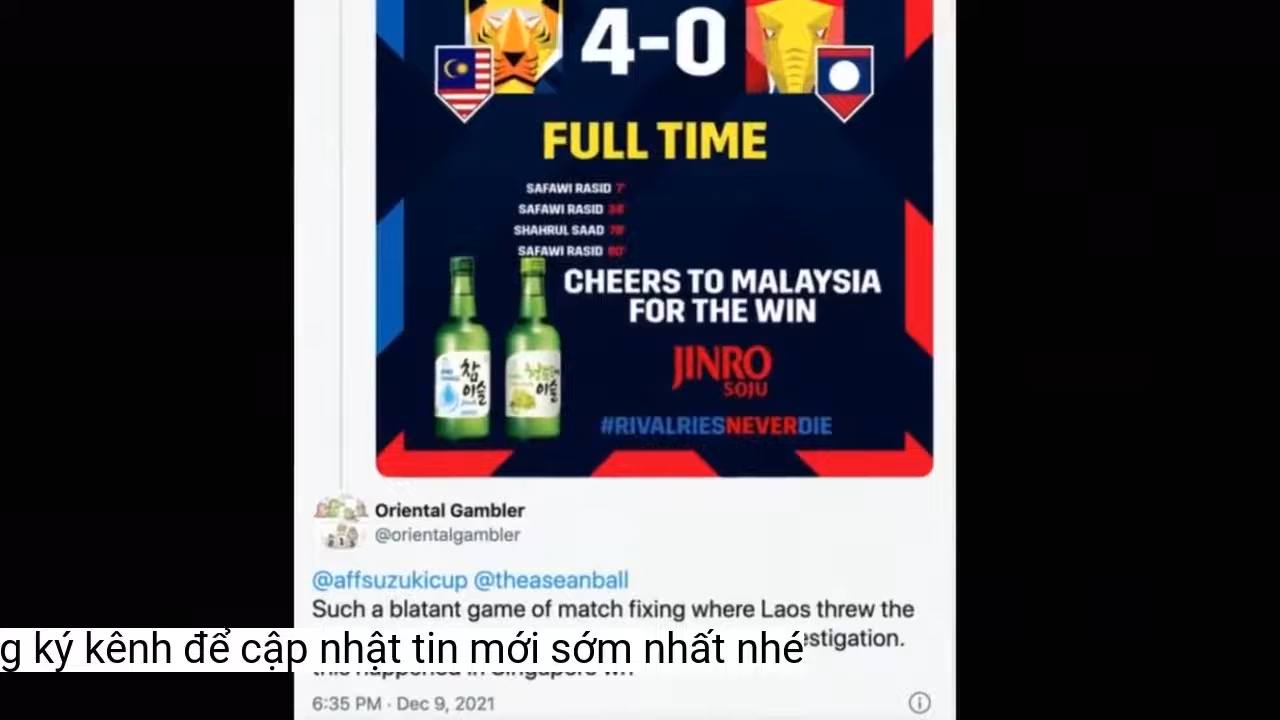 4-0
FULL TIME
SAFAWI RASID 7'
SAFAWI RASID
SHAHRUL SAAD
SAFAWI RASID 90'
CHEERS TO MALAYSIA
FOR THE WIN
참
이슬
이슬
JINRO
SOJU
#RIVALRIESNEVERDIE
Oriental Gambler
@orientalgambler
@affsuzukicup @theaseanball
Such a blatant game of match fixing where Laos threw the
estigation.
g ký kênh để cập nhật tin mới sớm nhất nhé
6:35 PM · Dec 9, 2021